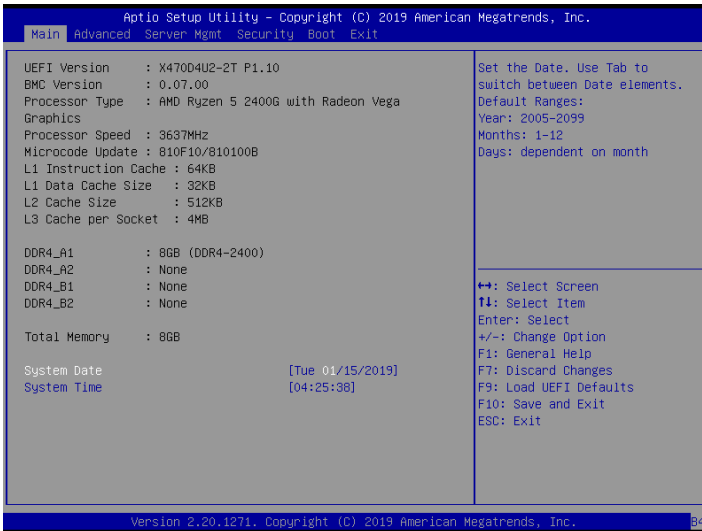 Aptio Setup Utility – Copyright (C) 2019 American Megatrends, Inc.
Main Advanced Server Mgmt Security Boot Exit
UEFI Version : X470D4U2-2T P1.10
BMC Version : 0.07.00
Processor Type : AMD Ryzen 5 2400G with Radeon Vega
Graphics
Processor Speed : 3637MHz
Microcode Update : 810F10/810100B
L1 Instruction Cache : 64KB
L1 Data Cache Size : 32KB
L2 Cache Size : 512KB
L3 Cache per Socket : 4MB
DDR4_A1 : 8GB (DDR4-2400)
DDR4_A2 : None
DDR4_B1 : None
DDR4_B2 : None
Total Memory : 8GB
System Date [Tue 01/15/2019]
System Time [04:25:38]
Set the Date. Use Tab to
switch between Date elements.
Default Ranges:
Year: 2005-2099
Months: 1-12
Days: dependent on month
↔: Select Screen
↑↓: Select Item
Enter: Select
+/-: Change Option
F1: General Help
F7: Discard Changes
F9: Load UEFI Defaults
F10: Save and Exit
ESC: Exit
Version 2.20.1271. Copyright (C) 2019 American Megatrends, Inc.